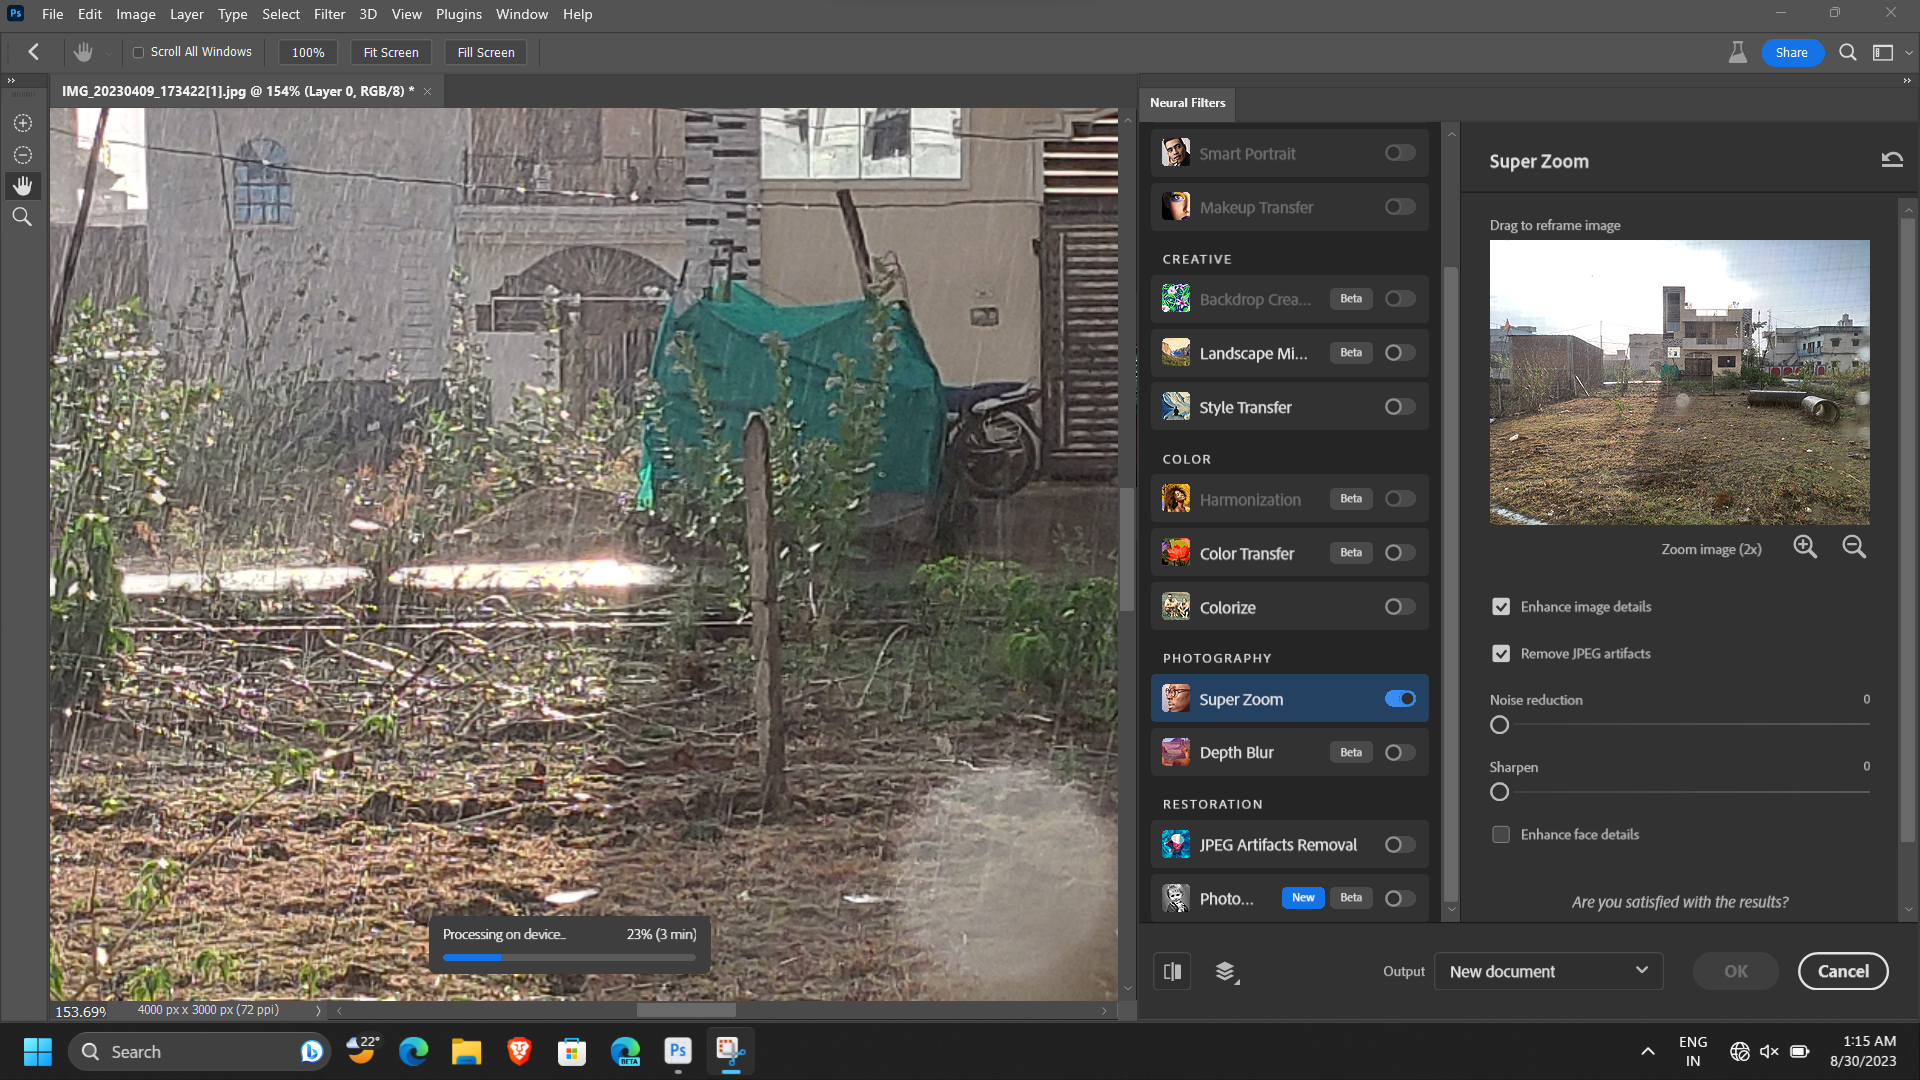 Ps File Edit Image Layer Type Select Filter 3D View Plugins Window Help
Scroll All Windows 100% Fit Screen Fill Screen Share
IMG_20230409_173422[1].jpg @ 154% (Layer 0, RGB/8) *
Neural Filters
Smart Portrait
Makeup Transfer
CREATIVE
Backdrop Crea... Beta
Landscape Mi... Beta
Style Transfer
COLOR
Harmonization Beta
Color Transfer Beta
Colorize
PHOTOGRAPHY
Super Zoom
Depth Blur Beta
RESTORATION
JPEG Artifacts Removal
Photo... New Beta
Super Zoom
Drag to reframe image
Zoom image (2x)
Enhance image details
Remove JPEG artifacts
Noise reduction 0
Sharpen 0
Enhance face details
Are you satisfied with the results?
Processing on device... 23% (3 min)
Output New document OK Cancel
153.69% 4000 px x 3000 px (72 ppi)
Search 22° BETA Ps
ENG
IN
1:15 AM
8/30/2023